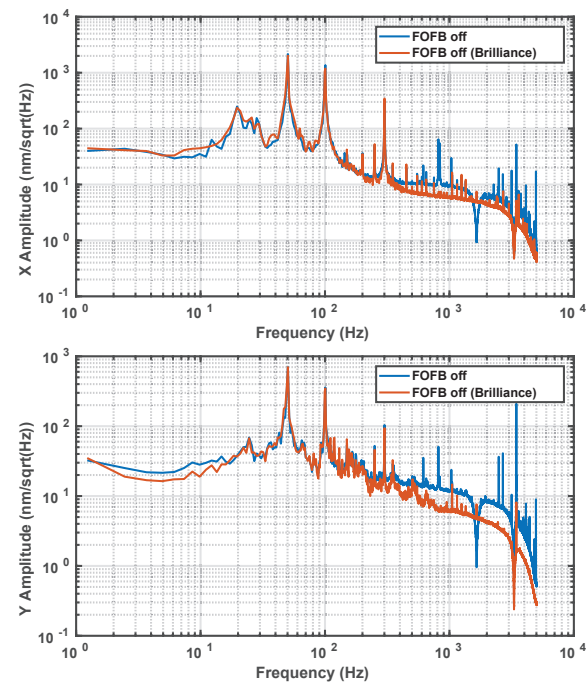 10^4
10^3
10^2
10^1
10^0
10^-1
X Amplitude (nm/sqrt(Hz))
FOFB off
FOFB off (Brilliance)
10^0 10^1 10^2 10^3 10^4
Frequency (Hz)
10^3
10^2
10^1
10^0
10^-1
Y Amplitude (nm/sqrt(Hz))
FOFB off
FOFB off (Brilliance)
10^0 10^1 10^2 10^3 10^4
Frequency (Hz)